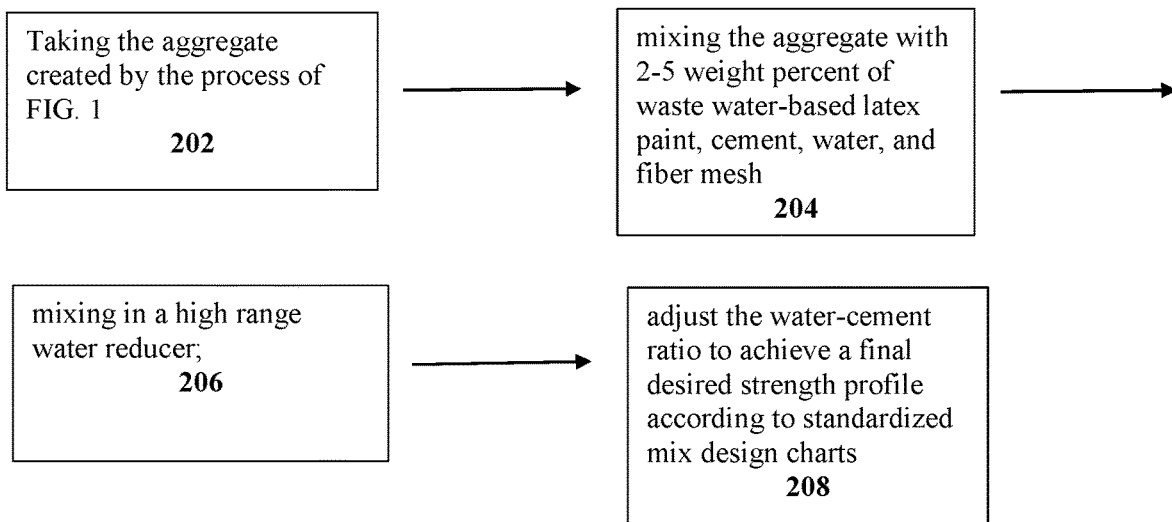 Taking the aggregate
created by the process of
FIG. 1
202
mixing the aggregate with
2-5 weight percent of
waste water-based latex
paint, cement, water, and
fiber mesh
204
mixing in a high range
water reducer;
206
adjust the water-cement
ratio to achieve a final
desired strength profile
according to standardized
mix design charts
208